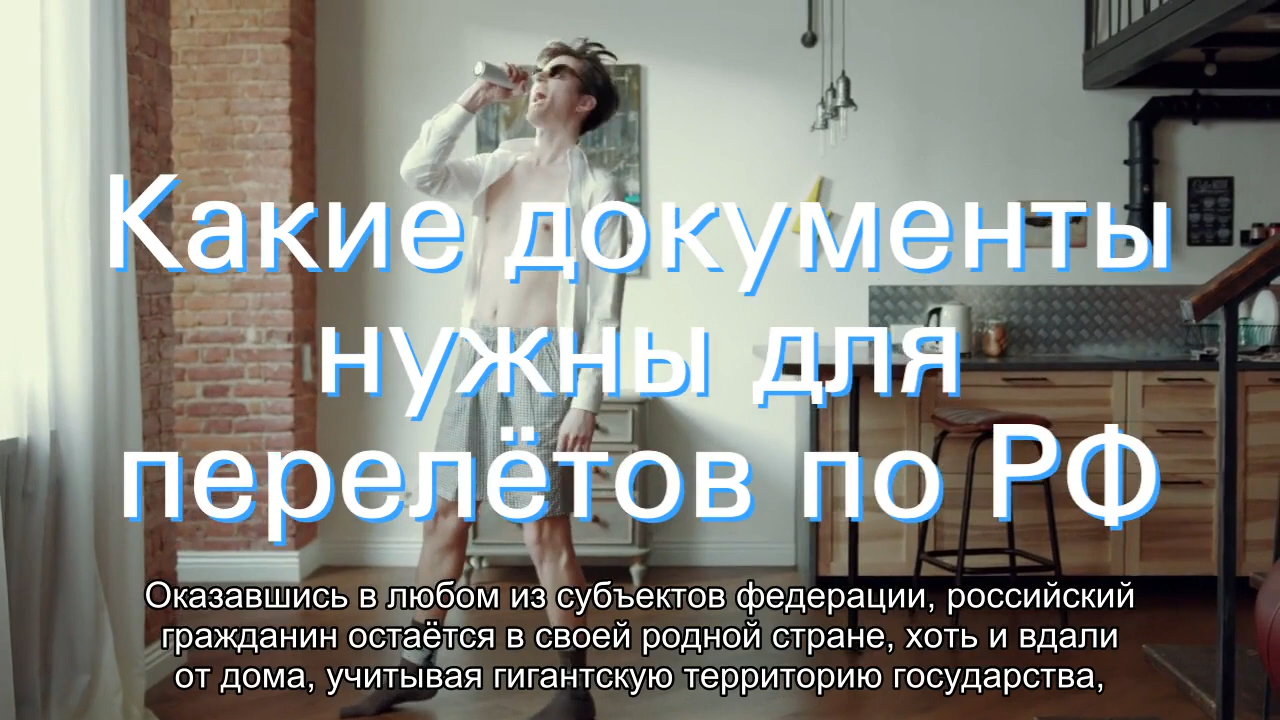 Какие документы
нужны для
перелётов по РФ
Оказавшись в любом из субъектов федерации, российский
гражданин остаётся в своей родной стране, хоть и вдали
от дома, учитывая гигантскую территорию государства,